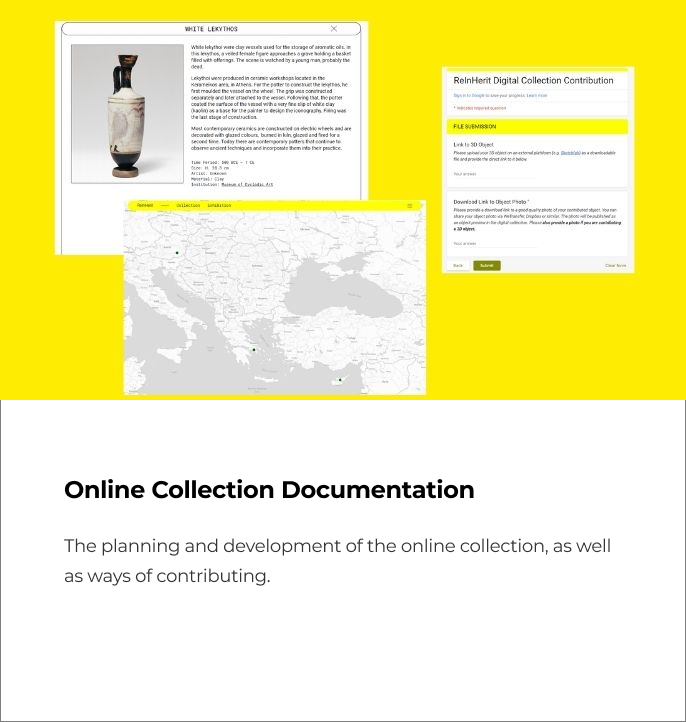 WHITE LEKYTHOS
White lekythoi were clay vessels used for the storage of aromatic oils. In
this lekythos, a veiled female figure approaches a grave holding a basket
filled with offerings. The scene is watched by a young man, probably the
dead.
Lekythoi were produced in ceramic workshops located in the
Kerameikos area, in Athens. For the potter to construct the lekythos, he
first moulded the vessel on the wheel. The grip was constructed
separately and later attached to the vessel. Following that, the potter
coated the surface of the vessel with a very fine slip of white clay
(kaolin) as a base for the painter to design the iconography. Firing was
the last stage of construction.
Most contemporary ceramics are constructed on electric wheels and are
decorated with glazed colours, burned in kiln, glazed and fired for a
second time. Today there are contemporary potters that continue to
observe ancient techniques and incorporate them into their practice.
Artist: Unknown
Material: Clay
Institution: Museum of Cycladic Art
ReInHerit
Collection
Exhibition
ReInHerit Digital Collection Contribution
Sign in to Google to save your progress. Learn more
* Indicates required question
FILE SUBMISSION
Link to 3D Object
Please upload your 3D object on an external platform (e.g. Sketchfab) as a downloadable
file and provide the direct link to it below.
Your answer
Download Link to Object Photo *
Please provide a download link to a good quality photo of your contributed object. You can
share your object photo via WeTransfer, Dropbox or similar. The photo will be published as
an object preview in the digital collection. Please also provide a photo if you are contributing
a 3D object.
Your answer
Back
Submit
Clear form
Online Collection Documentation
The planning and development of the online collection, as well
as ways of contributing.